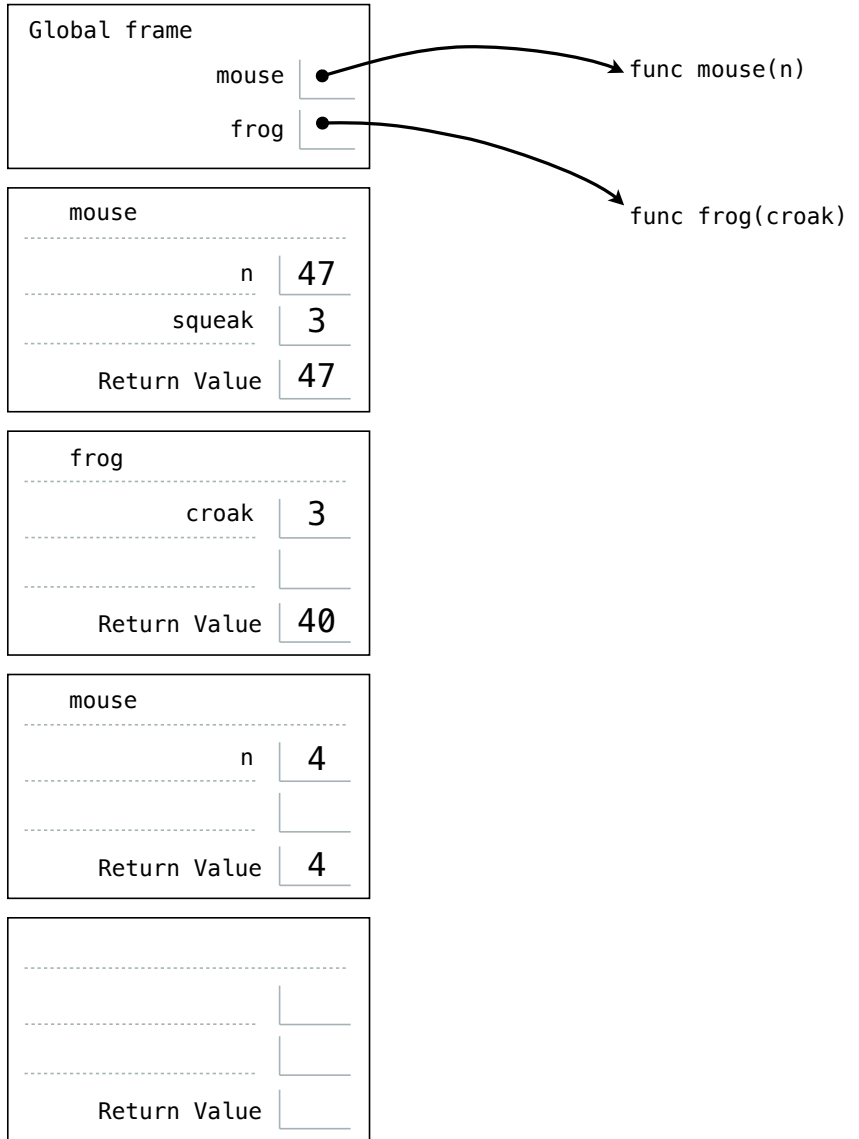 Global frame
mouse
func mouse(n)
frog
func frog(croak)
mouse
n 47
squeak 3
Return Value 47
frog
croak 3
Return Value 40
mouse
n 4
Return Value 4
Return Value